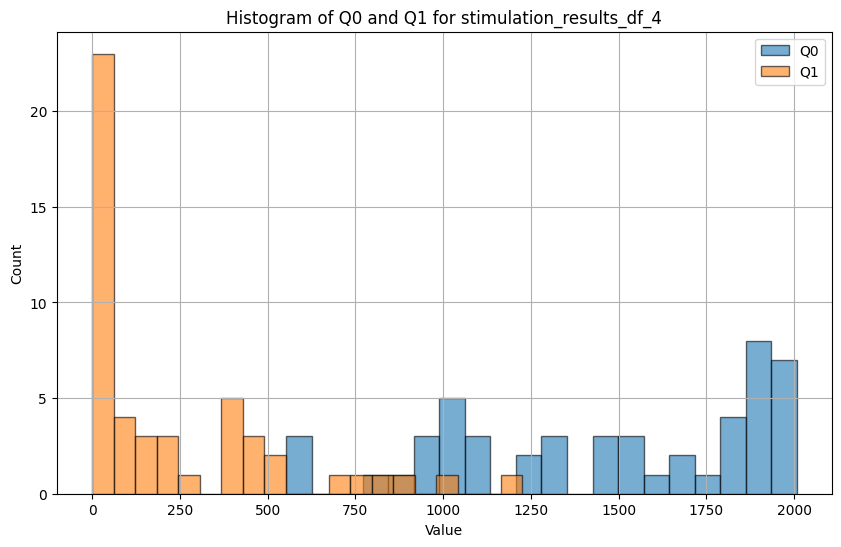 Histogram of Q0 and Q1 for stimulation_results_df_4
Q0
Q1
20
15
10
5
0
Count
0 250 500 750 1000 1250 1500 1750 2000
Value